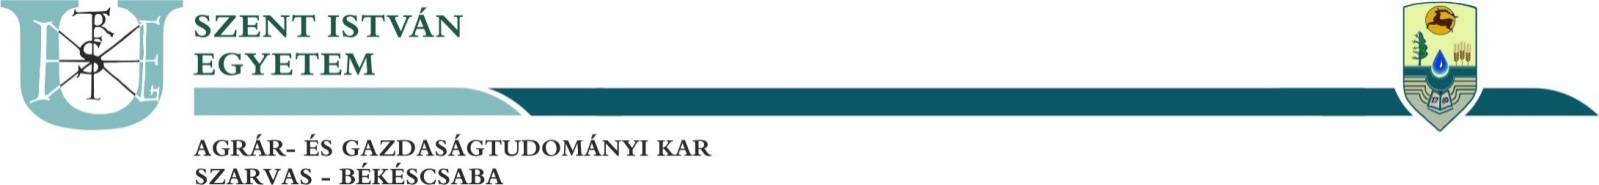 SZENT ISTVÁN
EGYETEM
AGRÁR- ÉS GAZDASÁGTUDOMÁNYI KAR
SZARVAS - BÉKÉSCSABA